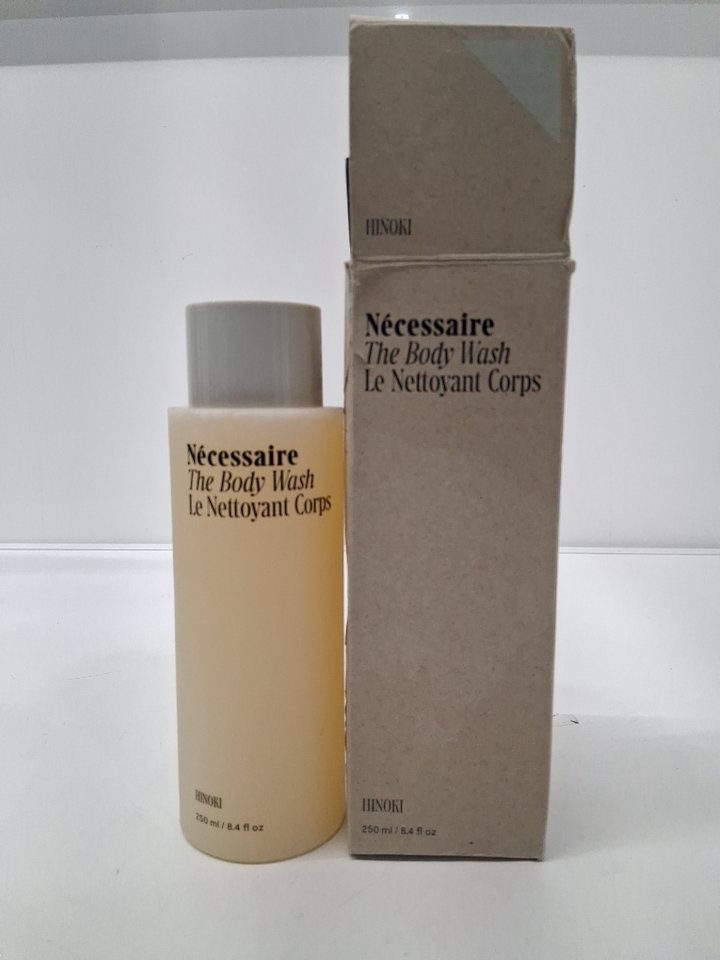 Nécessaire
The Body Wash
Le Nettoyant Corps
HINOKI
250 ml / 8.4 fl oz
HINOKI
Nécessaire
The Body Wash
Le Nettoyant Corps
HINOKI
250 ml / 8.4 fl oz